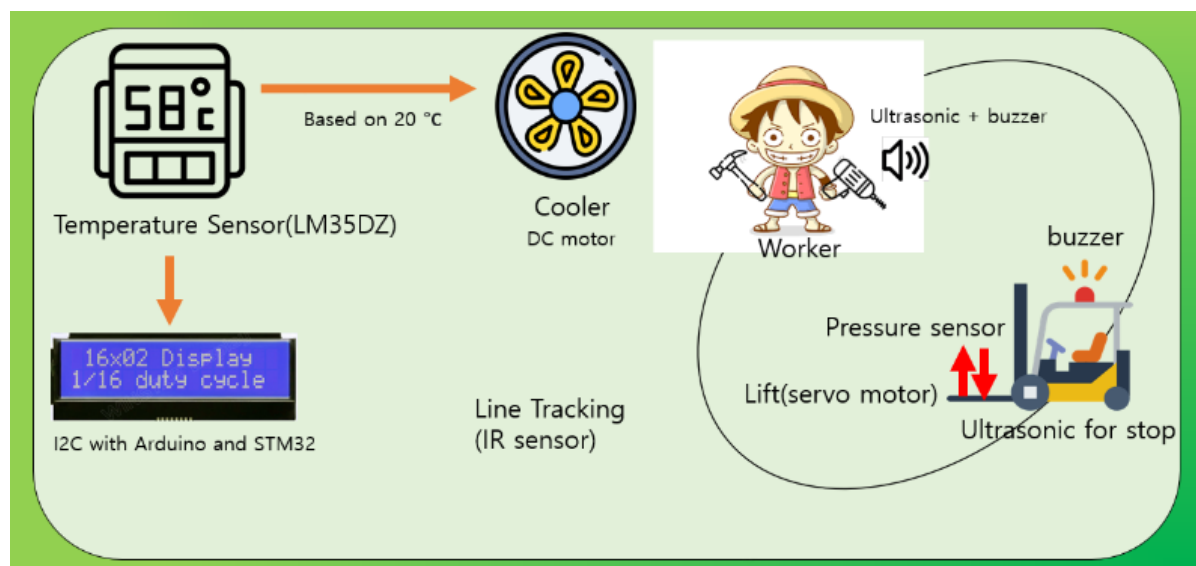 58°c
Based on 20 ℃
Temperature Sensor(LM35DZ)
Cooler
DC motor
Ultrasonic + buzzer
Worker
buzzer
16x02 Display
1/16 duty cycle
I2C with Arduino and STM32
Line Tracking
(IR sensor)
Pressure sensor
Lift(servo motor)
Ultrasonic for stop